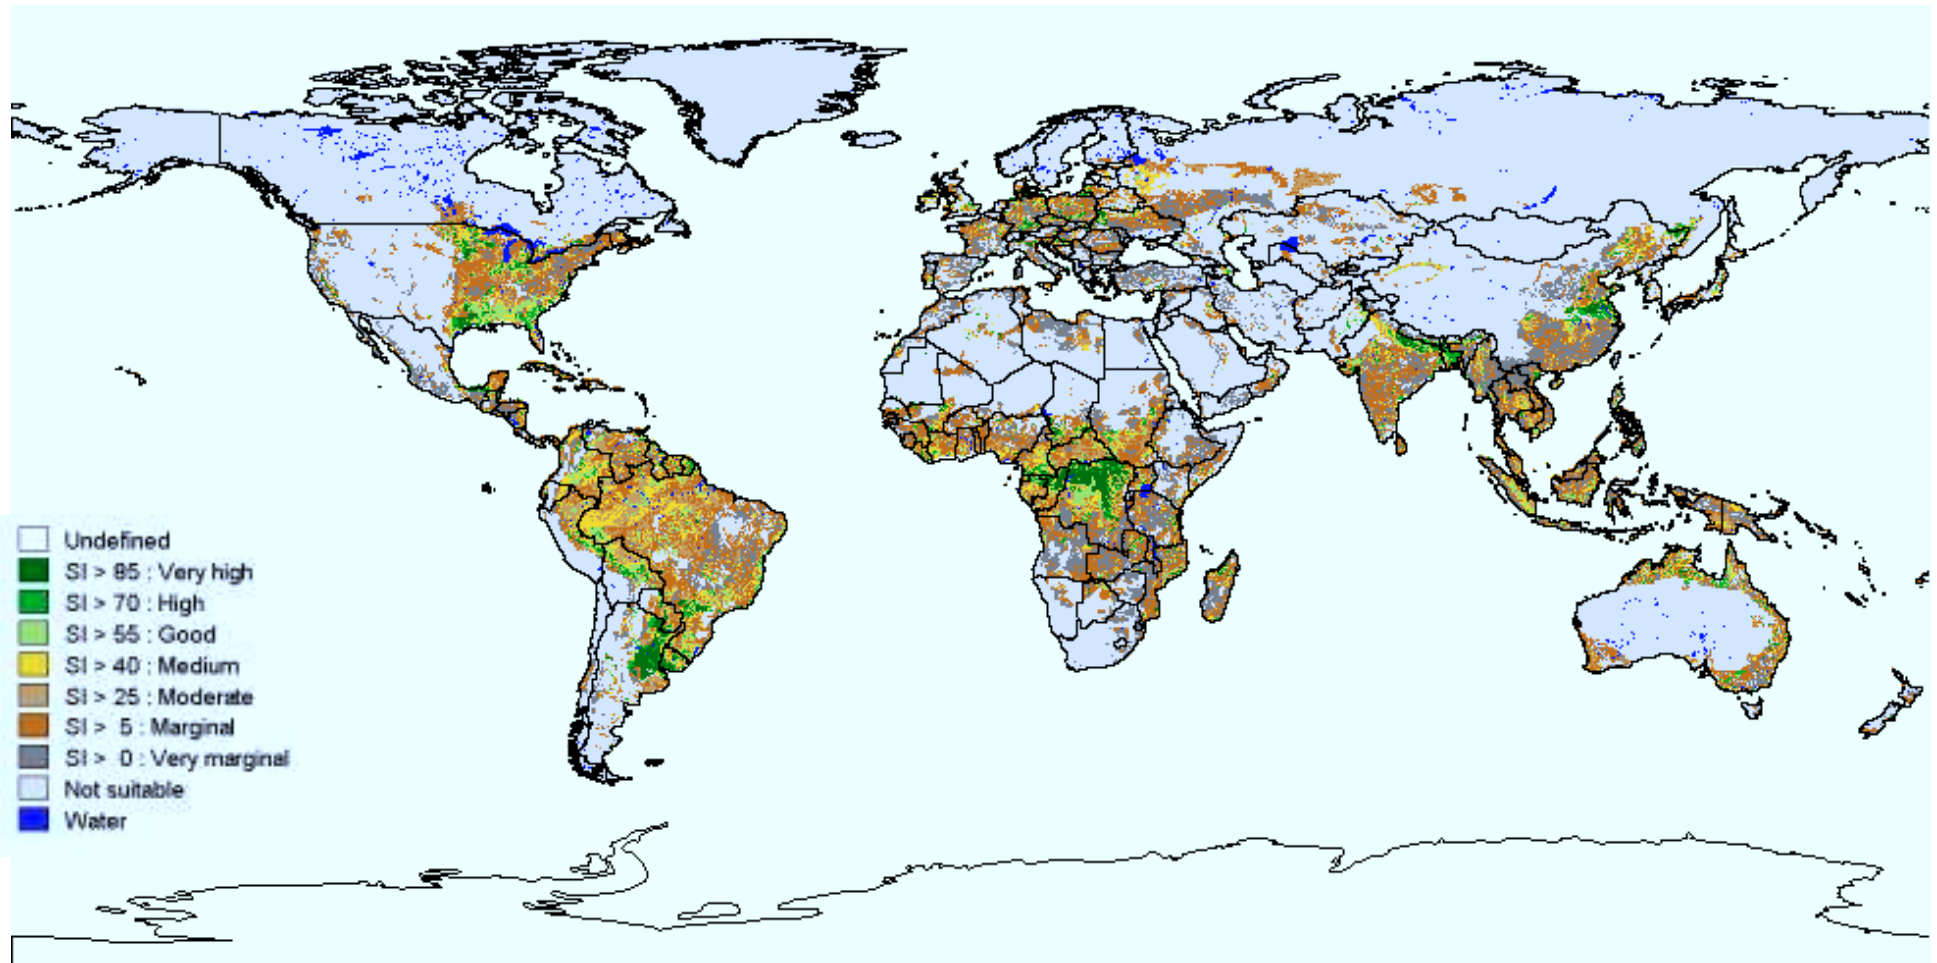 Undefined
SI > 85 : Very high
SI > 70 : High
SI > 55 : Good
SI > 40 : Medium
SI > 25 : Moderate
SI > 5 : Marginal
SI > 0 : Very marginal
Not suitable
Water